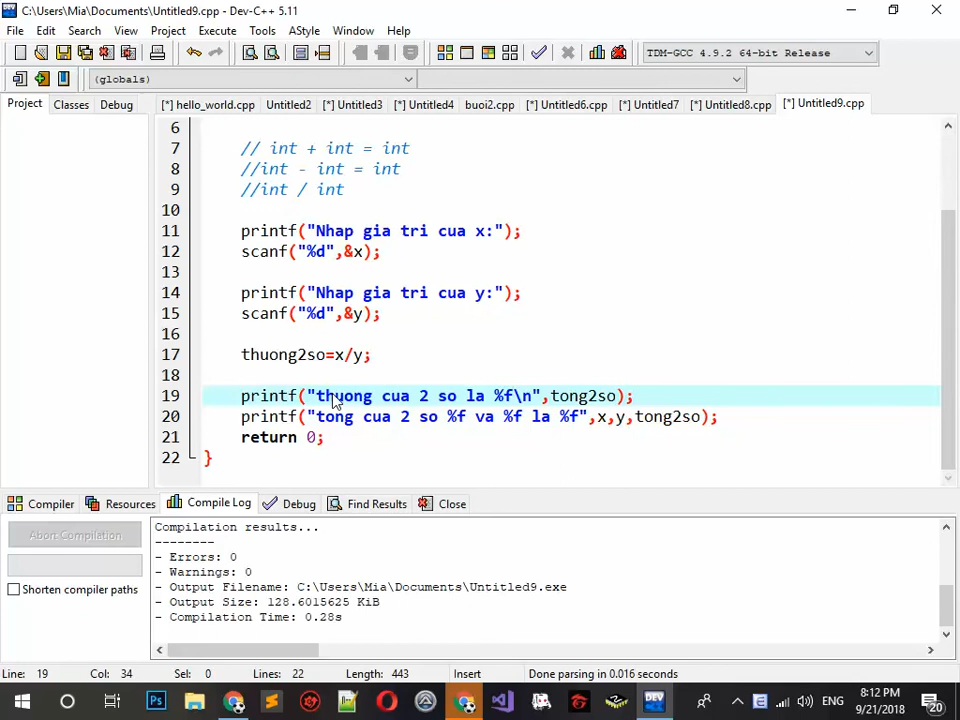 C:\Users\Mia\Documents\Untitled9.cpp - Dev-C++ 5.11
File Edit Search View Project Execute Tools AStyle Window Help
TDM-GCC 4.9.2 64-bit Release
(globals)
Project Classes Debug [*] hello_world.cpp Untitled2 [*] Untitled3 [*] Untitled4 buoi2.cpp [*] Untitled6.cpp [*] Untitled7 [*] Untitled8.cpp [*] Untitled9.cpp
6
7 // int + int = int
8 //int - int = int
9 //int / int
10
11 printf("Nhap gia tri cua x:");
12 scanf("%d",&x);
13
14 printf("Nhap gia tri cua y:");
15 scanf("%d",&y);
16
17 thuong2so=x/y;
18
19 printf("thuong cua 2 so la %f\n",tong2so);
20 printf("tong cua 2 so %f va %f la %f",x,y,tong2so);
21 return 0;
22 }
Compiler Resources Compile Log Debug Find Results Close
Abort Compilation
Shorten compiler paths
Compilation results...
--------
- Errors: 0
- Warnings: 0
- Output Filename: C:\Users\Mia\Documents\Untitled9.exe
- Output Size: 128.6015625 KiB
- Compilation Time: 0.28s
Line: 19 Col: 34 Sel: 0 Lines: 22 Length: 443 Insert Done parsing in 0.016 seconds
Ps
DEV
ENG
8:12 PM
9/21/2018
20